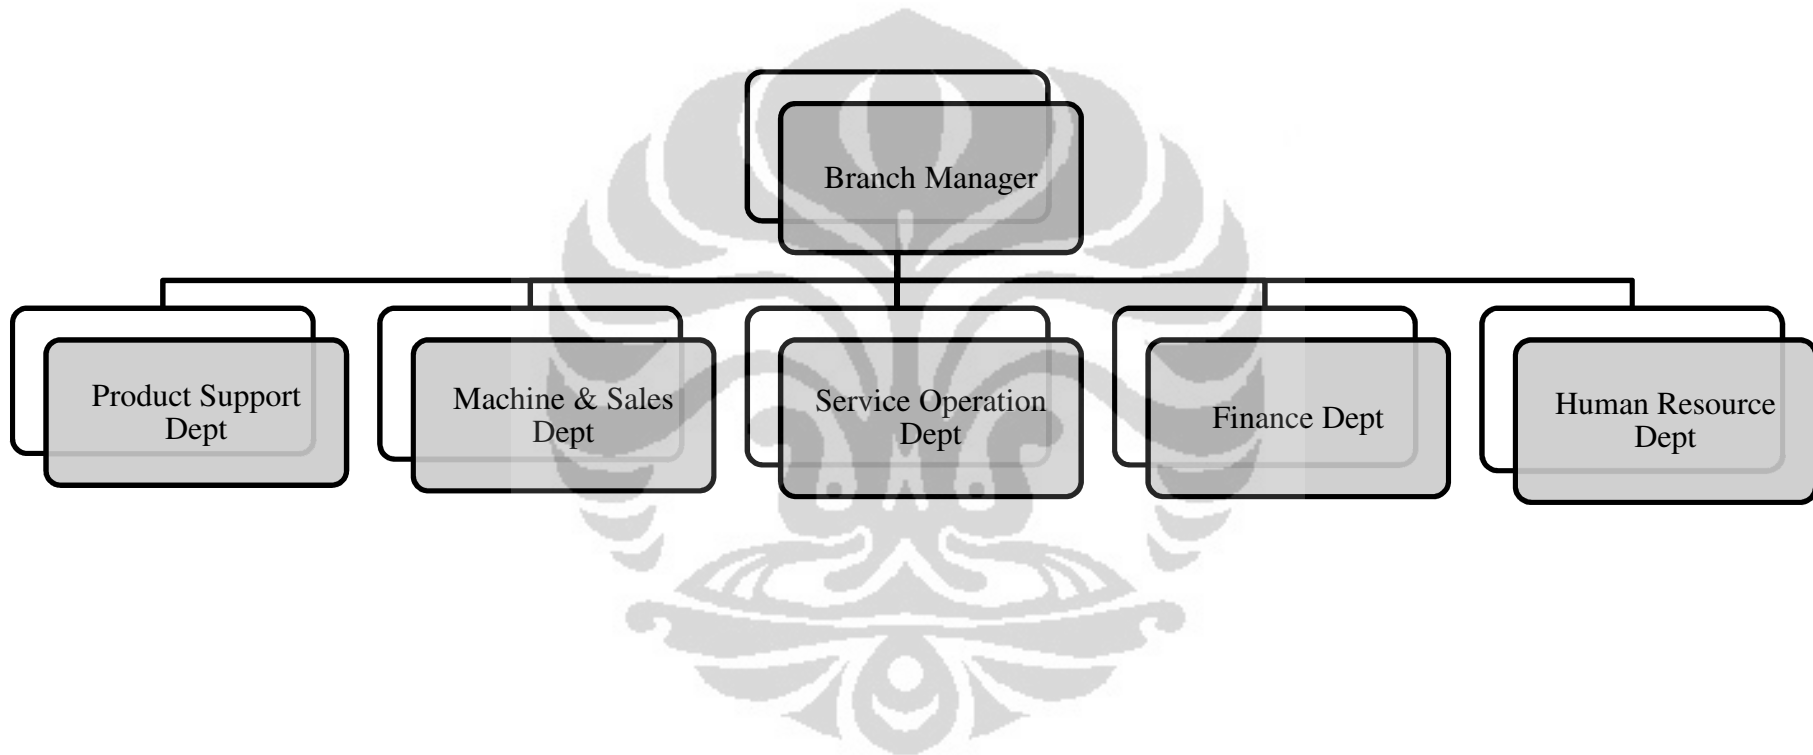 Branch Manager
Product Support
Dept
Machine & Sales
Dept
Service Operation
Dept
Finance Dept
Human Resource
Dept